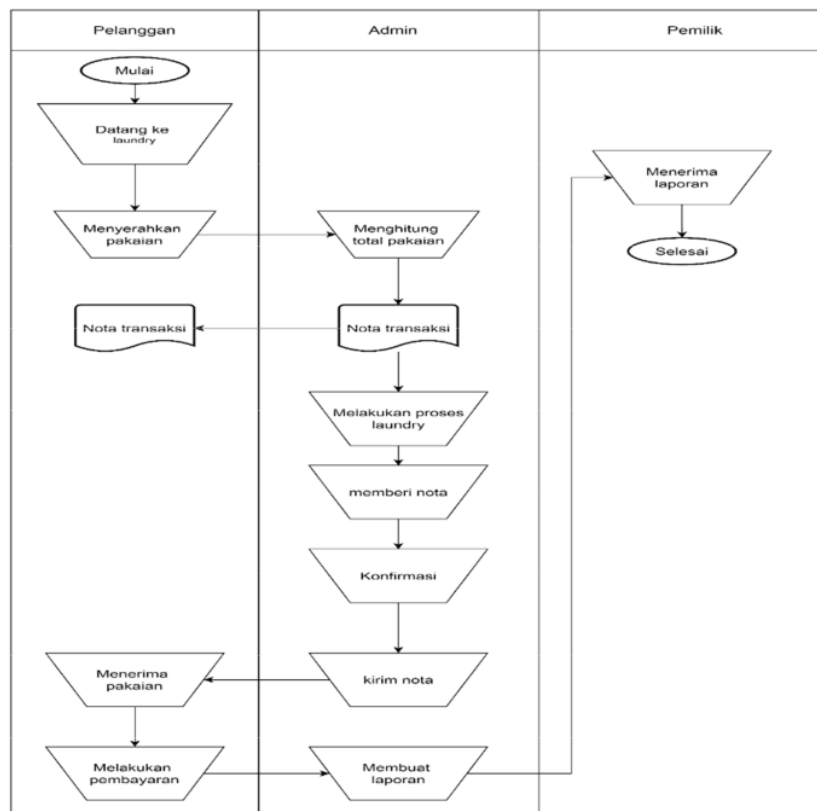 Pelanggan
Admin
Pemilik
Mulai
Datang ke
laundry
Menerima
laporan
Menyerahkan
pakaian
Menghitung
total pakaian
Selesai
Nota transaksi
Nota transaksi
Melakukan proses
laundry
memberi nota
Konfirmasi
Menerima
pakaian
kirim nota
Melakukan
pembayaran
Membuat
laporan